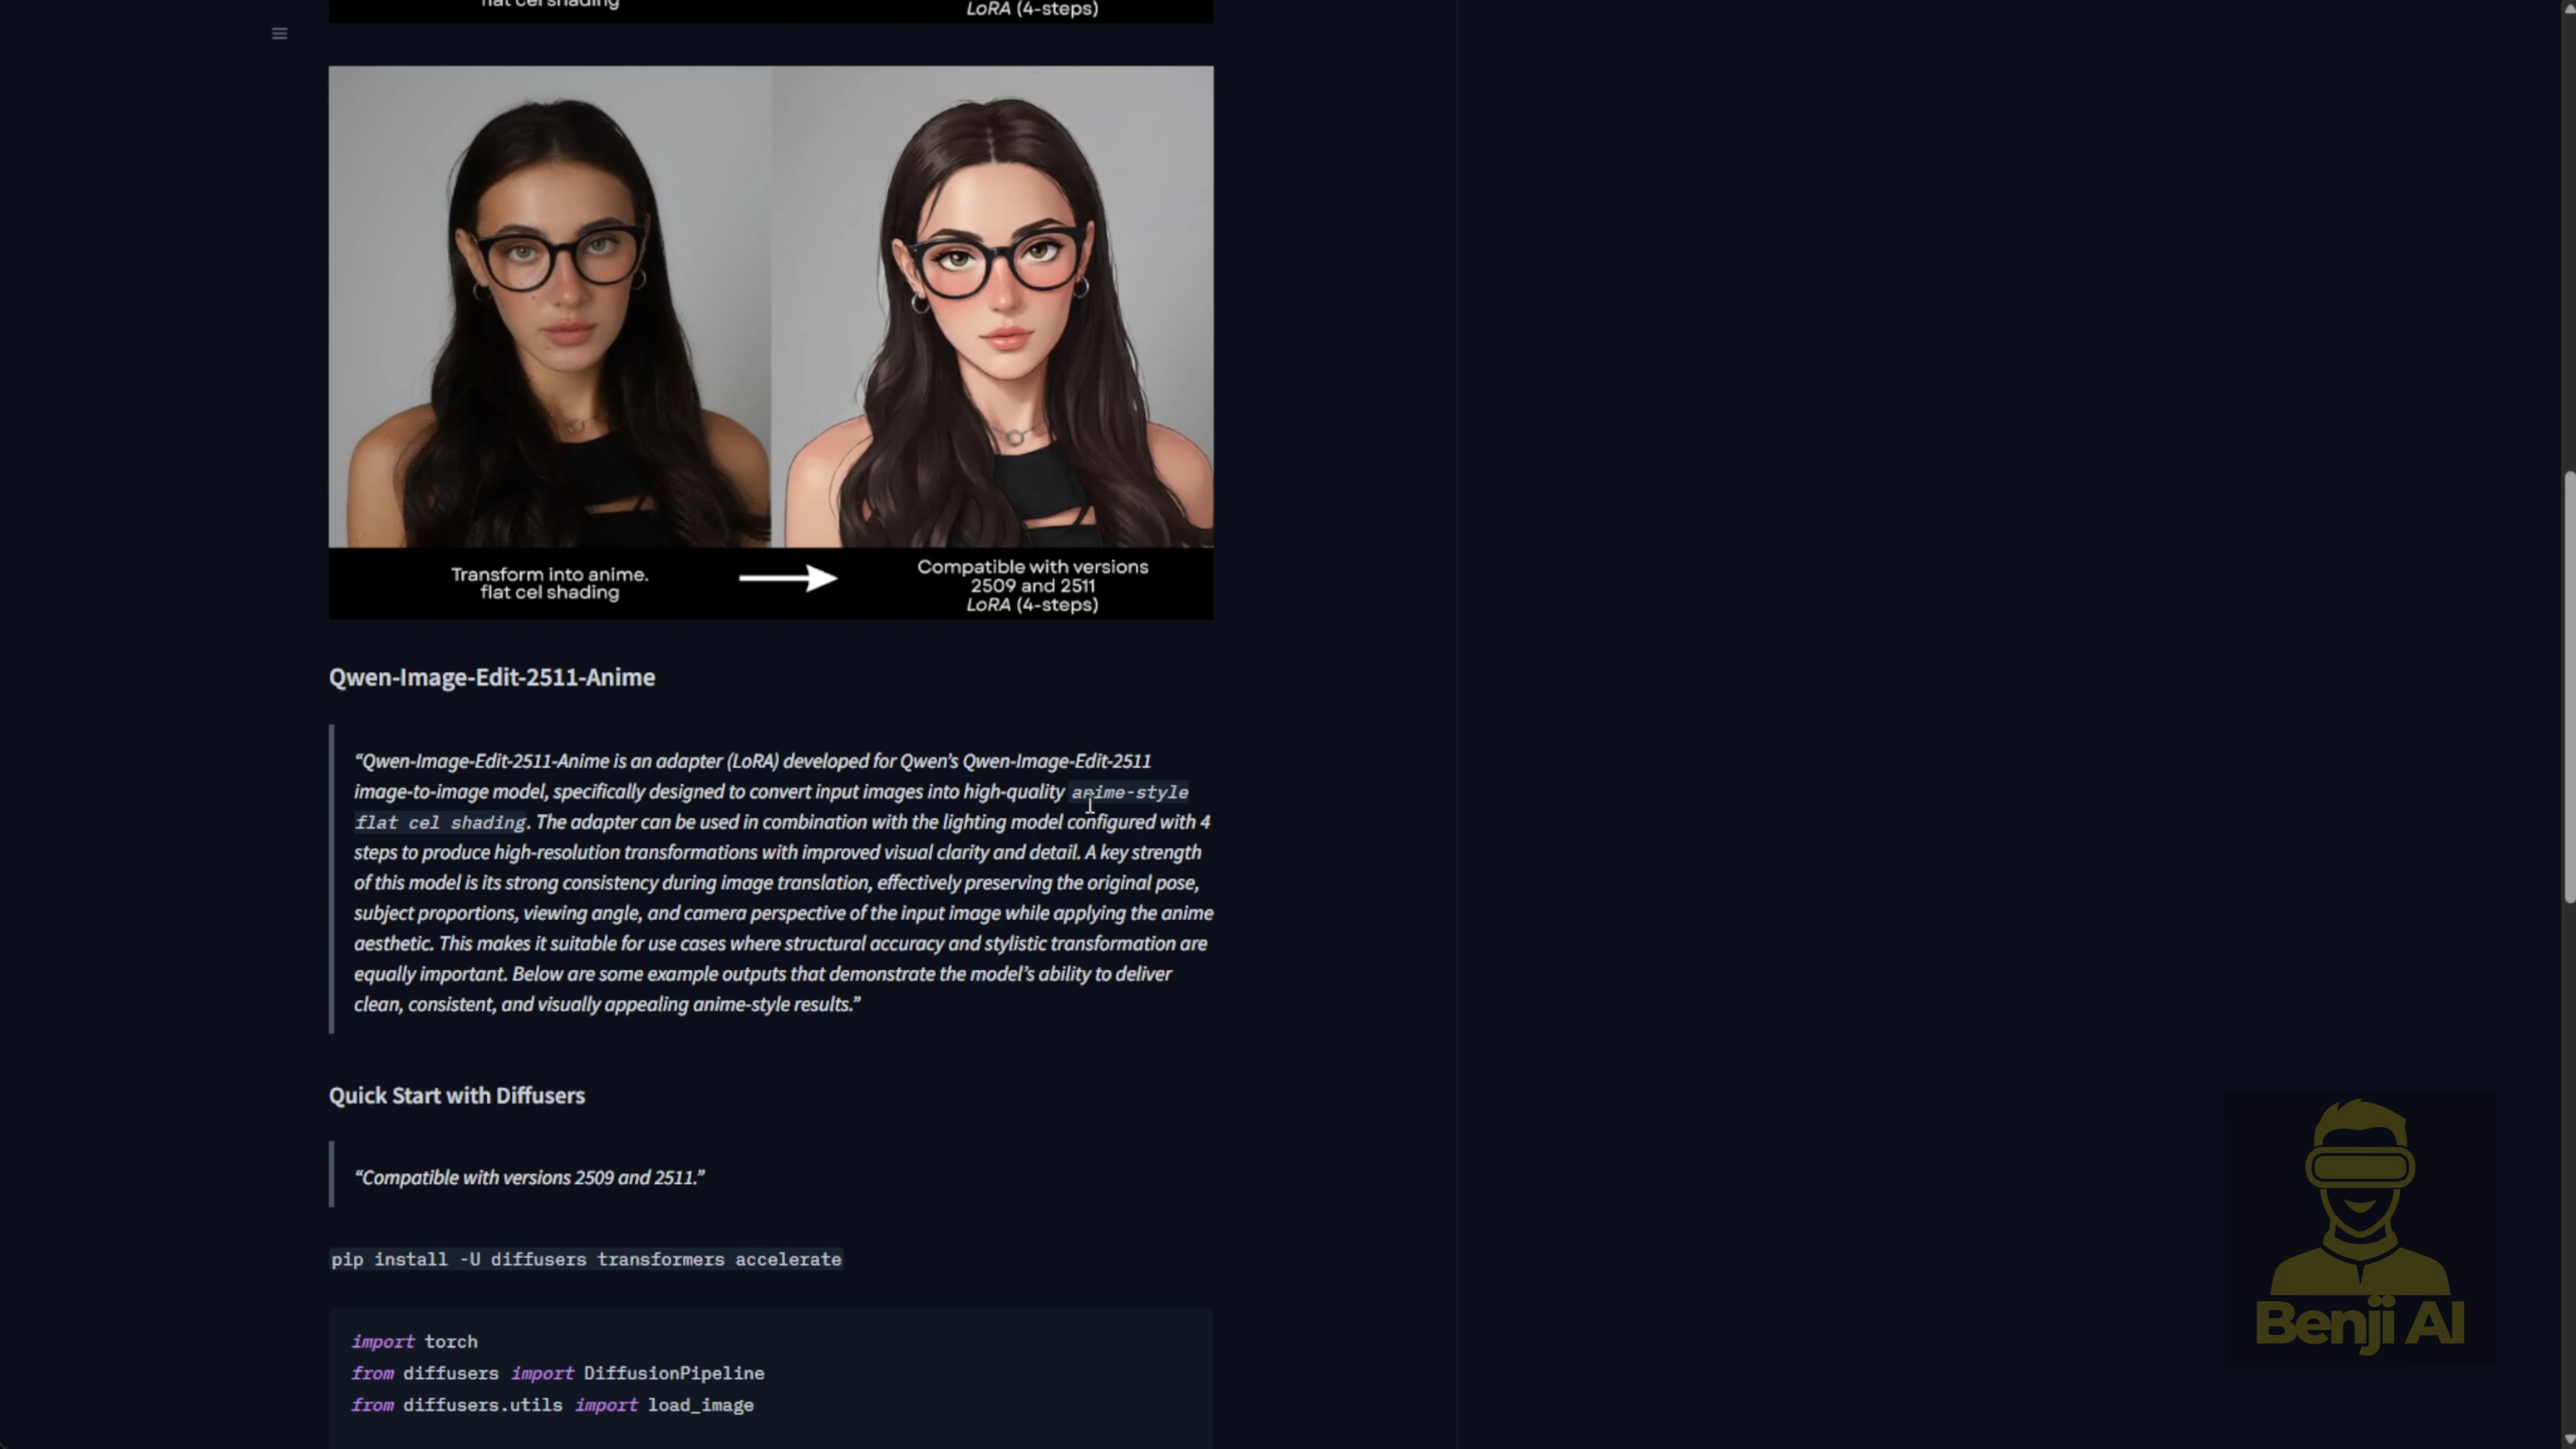 flat cel shading
LoRA (4-steps)
Transform into anime.
flat cel shading
Compatible with versions
2509 and 2511
LoRA (4-steps)
Qwen-Image-Edit-2511-Anime
“Qwen-Image-Edit-2511-Anime is an adapter (LoRA) developed for Qwen’s Qwen-Image-Edit-2511
image-to-image model, specifically designed to convert input images into high-quality anime-style
flat cel shading. The adapter can be used in combination with the lighting model configured with 4
steps to produce high-resolution transformations with improved visual clarity and detail. A key strength
of this model is its strong consistency during image translation, effectively preserving the original pose,
subject proportions, viewing angle, and camera perspective of the input image while applying the anime
aesthetic. This makes it suitable for use cases where structural accuracy and stylistic transformation are
equally important. Below are some example outputs that demonstrate the model’s ability to deliver
clean, consistent, and visually appealing anime-style results.”
Quick Start with Diffusers
“Compatible with versions 2509 and 2511.”
pip install -U diffusers transformers accelerate
import torch
from diffusers import DiffusionPipeline
from diffusers.utils import load_image
Benji AI